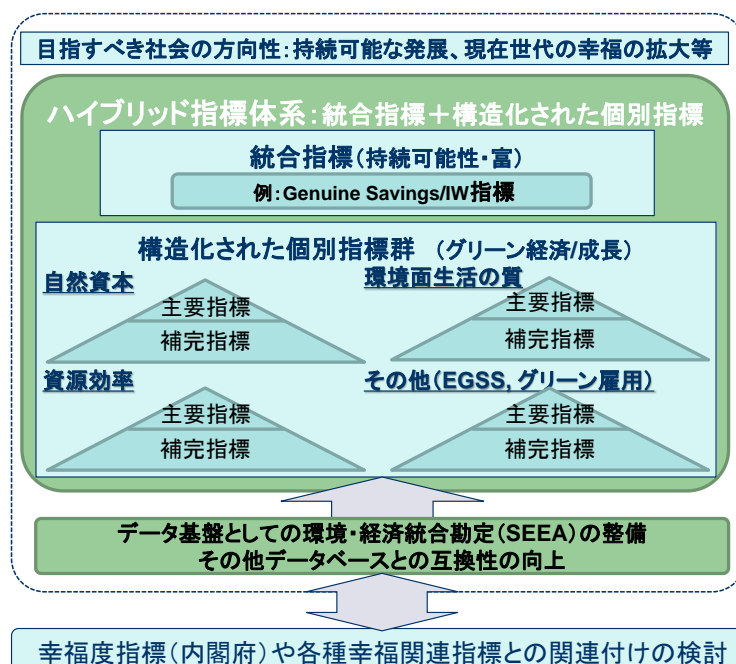 目指すべき社会の方向性:持続可能な発展、現在世代の幸福の拡大等
ハイブリッド指標体系:統合指標＋構造化された個別指標
統合指標(持続可能性・富)
例:Genuine Savings/IW指標
構造化された個別指標群 (グリーン経済/成長)
自然資本
主要指標
補完指標
環境面生活の質
主要指標
補完指標
資源効率
主要指標
補完指標
その他(EGSS, グリーン雇用)
主要指標
補完指標
データ基盤としての環境・経済統合勘定(SEEA)の整備
その他データベースとの互換性の向上
幸福度指標(内閣府)や各種幸福関連指標との関連付けの検討